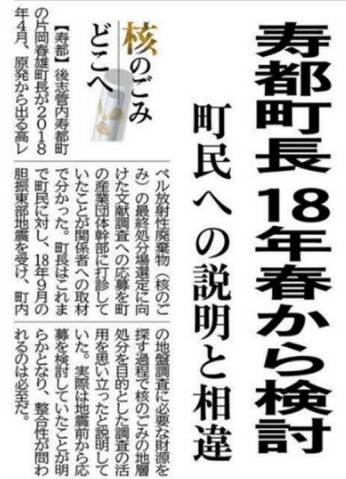 寿都町長 18年春から検討
町民への説明と相違
核のごみ
どこへ
【寿都】後志管内寿都町
の片岡春雄町長が2018
年4月、原発から出る高レ
ベル放射性廃棄物(核のご
み)の最終処分場選定に向
けた文献調査への応募を町
の産業団体幹部に打診して
いたことが関係者への取材
で分かった。町長はこれま
で町民に対し、18年9月の
胆振東部地震を受け、町内
の地盤調査に必要な財源を
探す過程で核のごみの地層
処分を目的とした調査の活
用を思い立ったと説明して
いた。実際は地震前から応
募を検討していたことが明
らかとなり、整合性が問わ
れるのは必至だ。